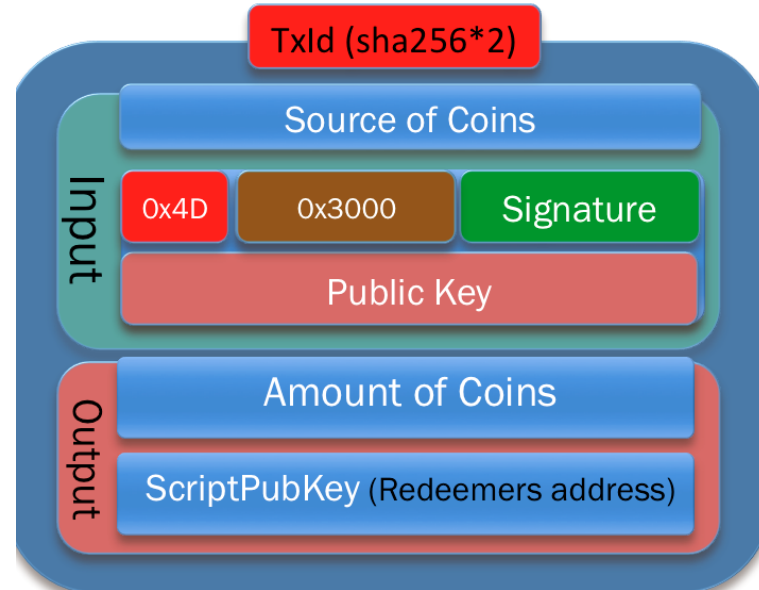 TxId (sha256*2)
Input
Source of Coins
0x4D
0x3000
Signature
Public Key
Output
Amount of Coins
ScriptPubKey (Redeemers address)